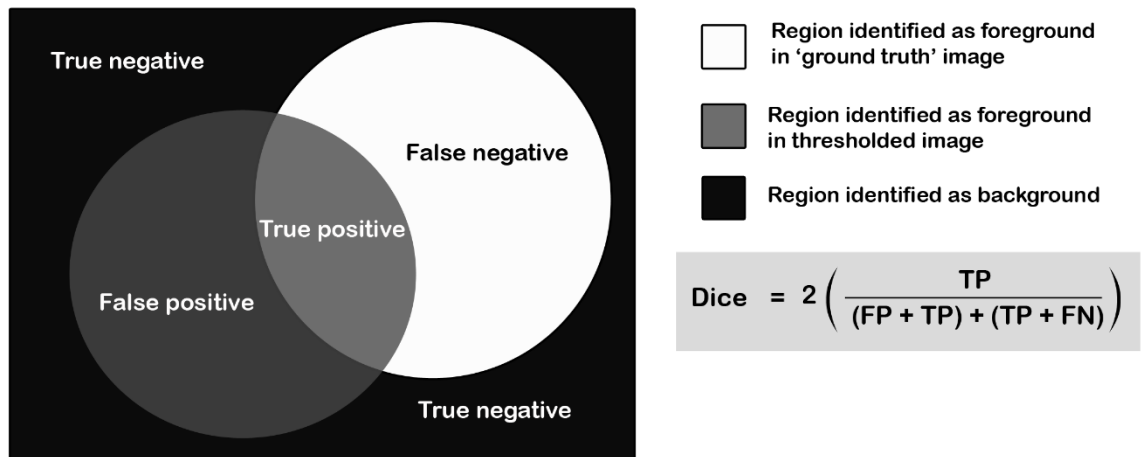 True negative
False negative
True positive
False positive
True negative
Region identified as foreground
in ‘ground truth’ image
Region identified as foreground
in thresholded image
Region identified as background
Dice = 2 ( TP / (FP + TP) + (TP + FN) )